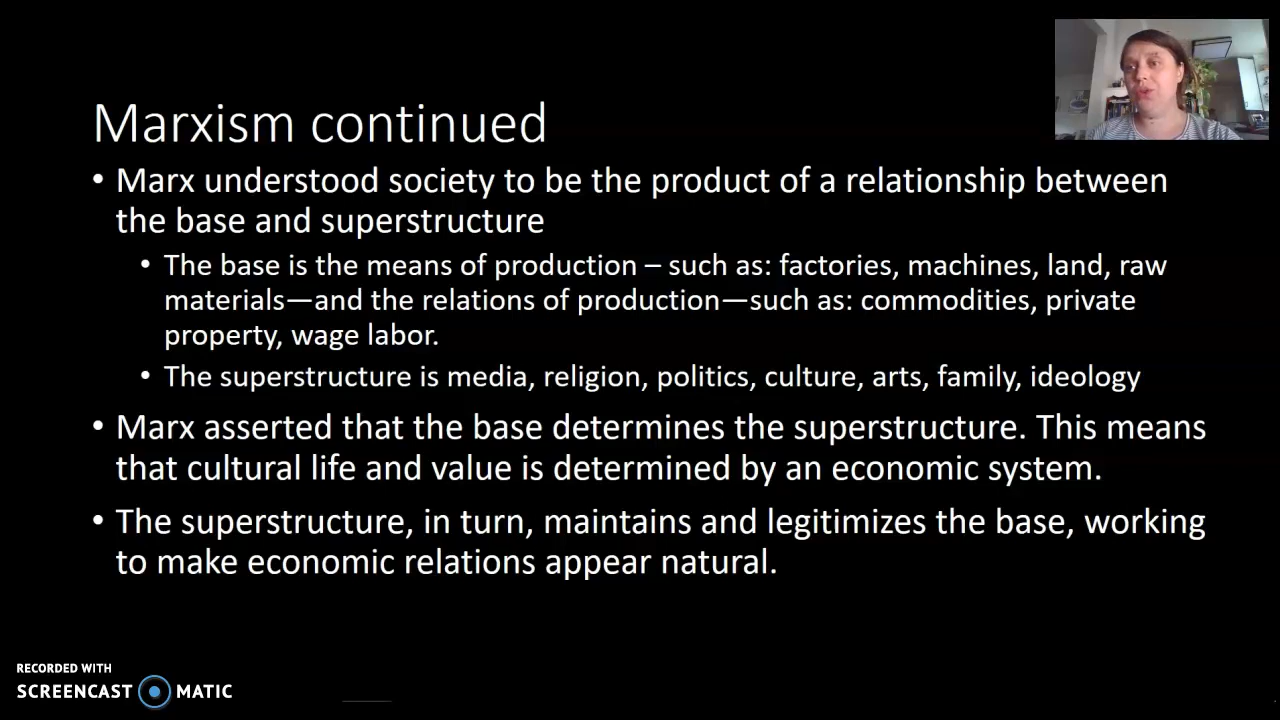 Marxism continued
• Marx understood society to be the product of a relationship between
the base and superstructure
• The base is the means of production – such as: factories, machines, land, raw
materials—and the relations of production—such as: commodities, private
property, wage labor.
• The superstructure is media, religion, politics, culture, arts, family, ideology
• Marx asserted that the base determines the superstructure. This means
that cultural life and value is determined by an economic system.
• The superstructure, in turn, maintains and legitimizes the base, working
to make economic relations appear natural.
RECORDED WITH
SCREENCAST MATIC